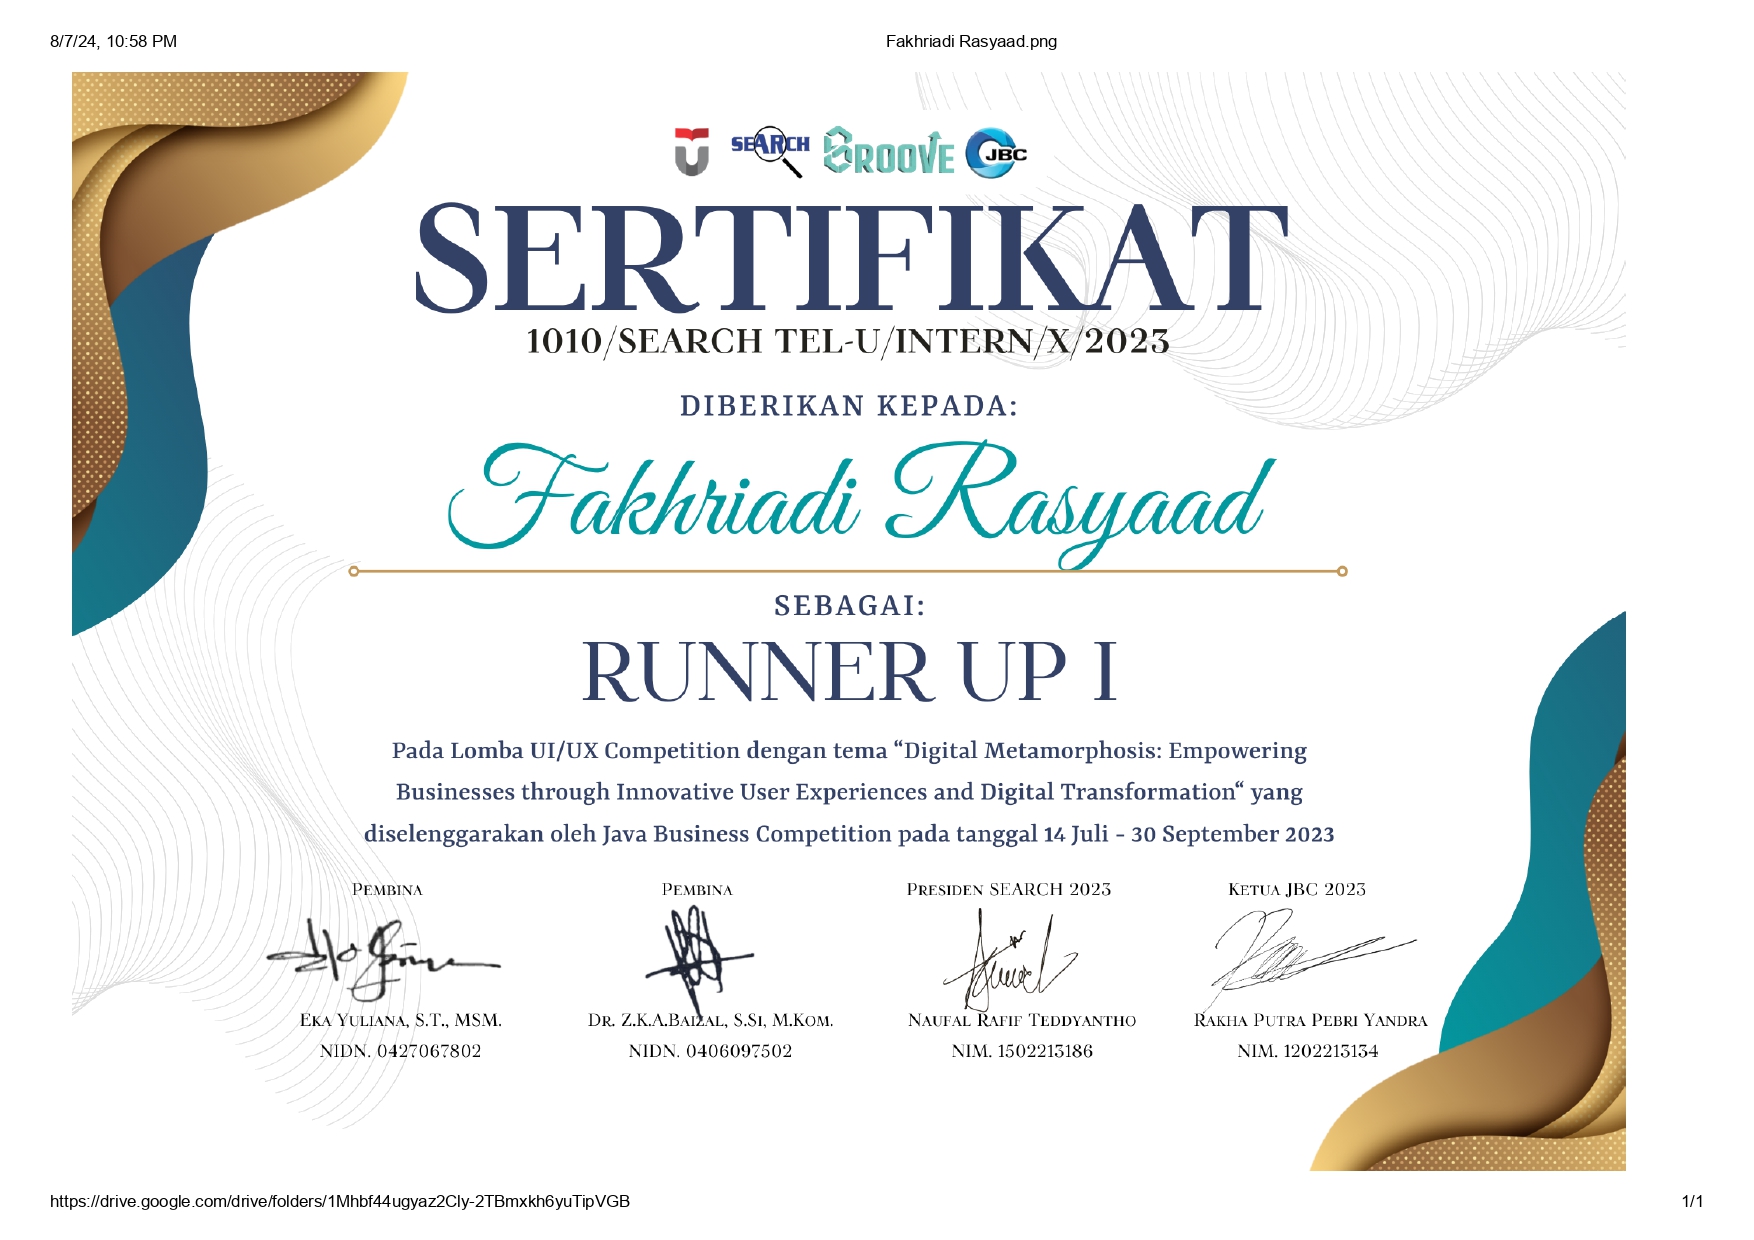 8/7/24, 10:58 PM
Fakhriadi Rasyaad.png
SEARCH GROOVE JBC
SERTIFIKAT
1010/SEARCH TEL-U/INTERN/X/2023
DIBERIKAN KEPADA:
Fakhriadi Rasyaad
SEBAGAI:
RUNNER UP I
Pada Lomba UI/UX Competition dengan tema “Digital Metamorphosis: Empowering
Businesses through Innovative User Experiences and Digital Transformation“ yang
diselenggarakan oleh Java Business Competition pada tanggal 14 Juli - 30 September 2023
PEMBINA
EKA YULIANA, S.T., MSM.
NIDN. 0427067802
PEMBINA
DR. Z.K.A.BAIZAL, S.SI, M.KOM.
NIDN. 0406097502
PRESIDEN SEARCH 2023
NAUFAL RAFIF TEDDYANTHO
NIM. 1502213186
KETUA JBC 2023
RAKHA PUTRA PEBRI YANDRA
NIM. 1202213134
https://drive.google.com/drive/folders/1Mhbf44ugyaz2Cly-2TBmxkh6yuTipVGB
1/1